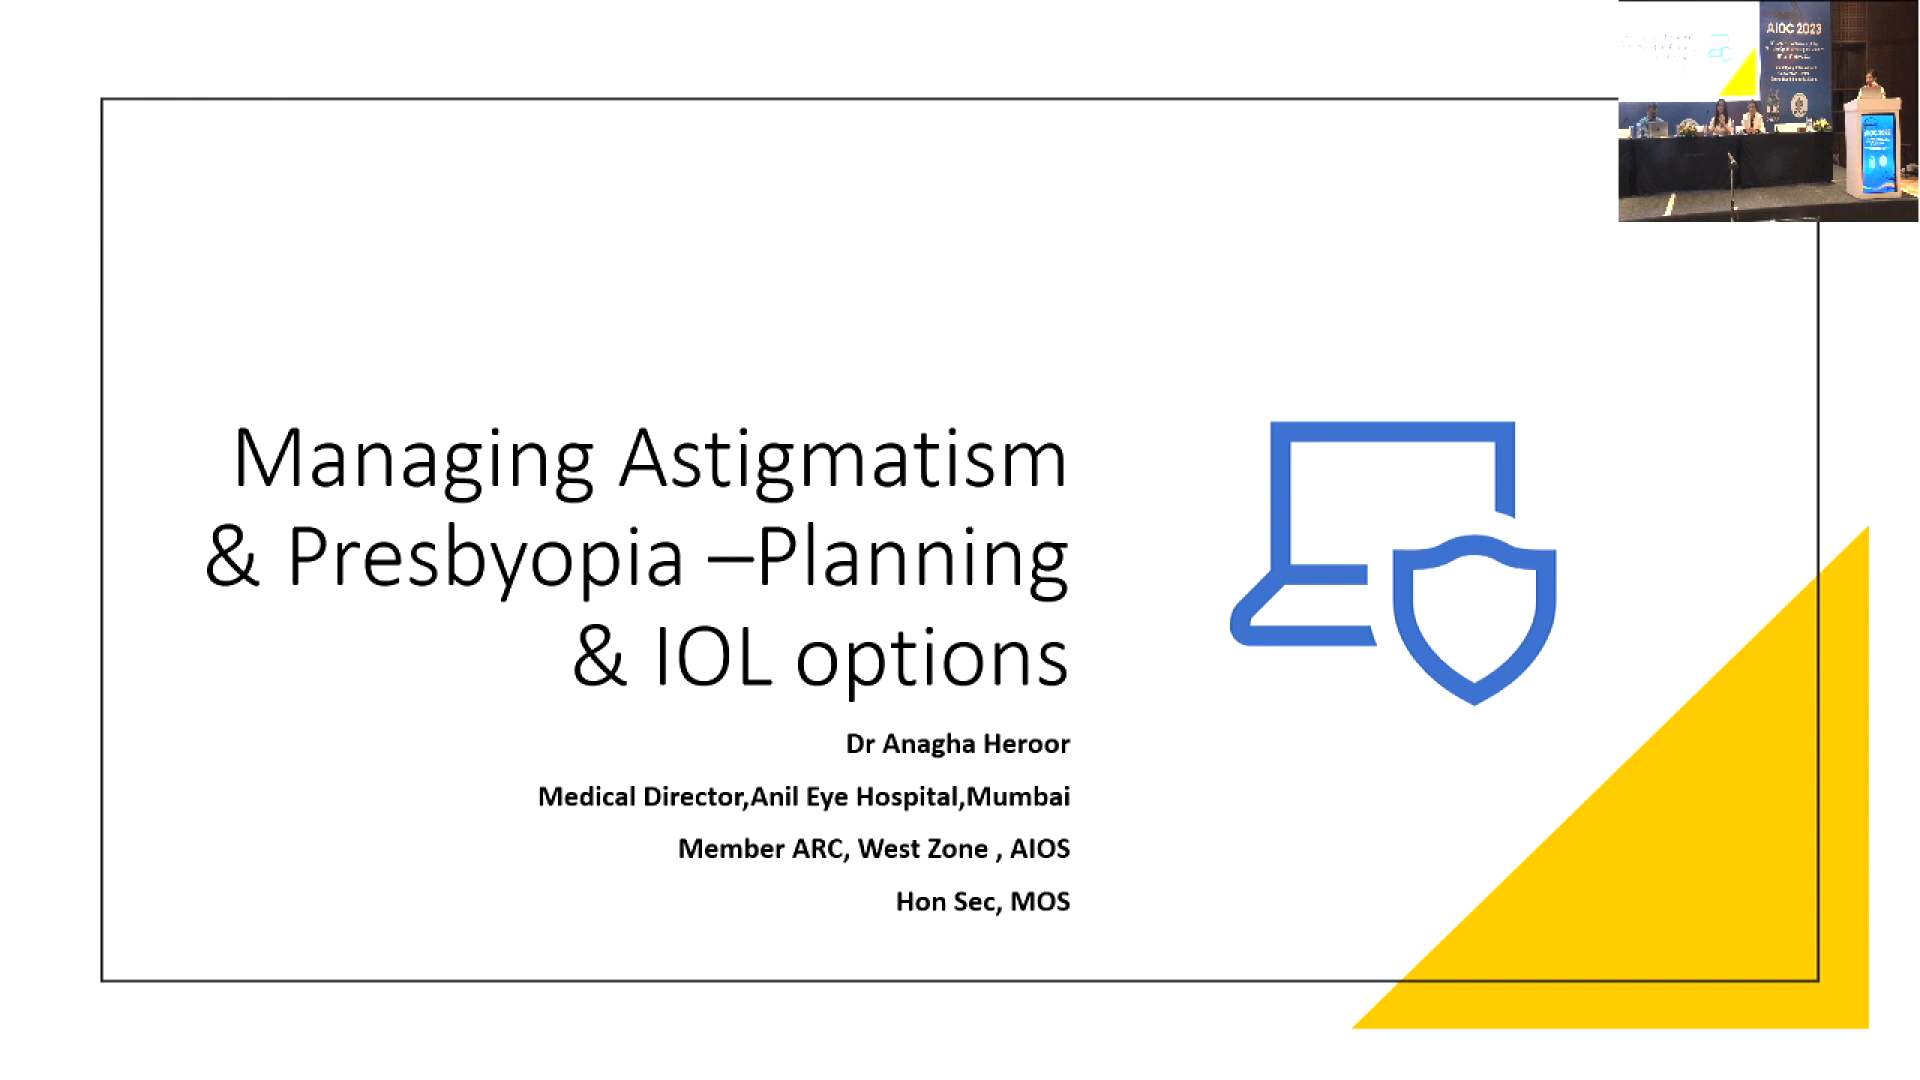 AIOC 2023
Managing Astigmatism
& Presbyopia –Planning
& IOL options
Dr Anagha Heroor
Medical Director,Anil Eye Hospital,Mumbai
Member ARC, West Zone , AIOS
Hon Sec, MOS